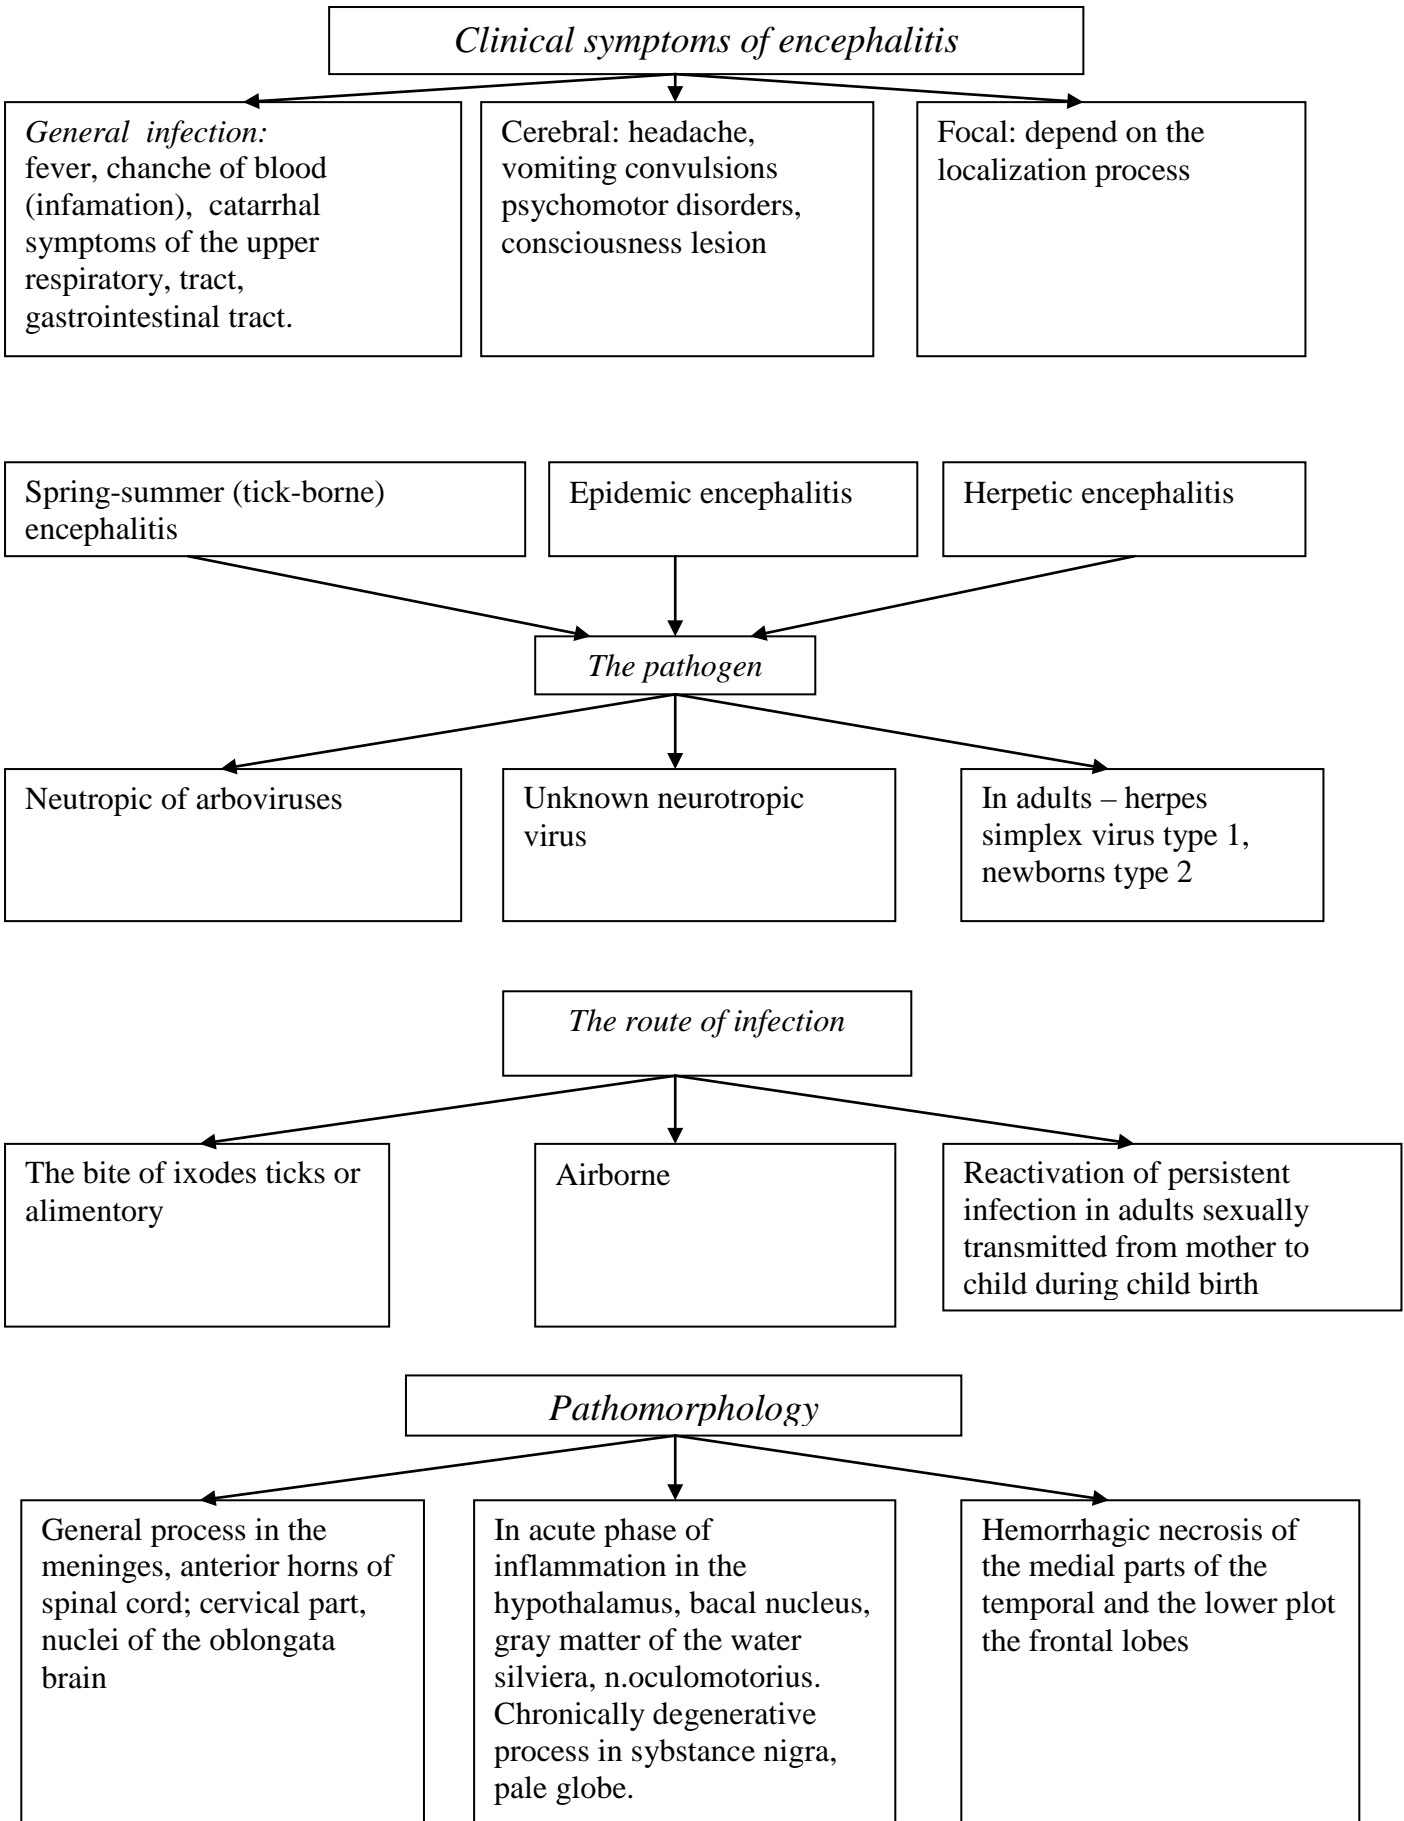 Clinical symptoms of encephalitis
General infection:
fever, chanche of blood
(infamation), catarrhal
symptoms of the upper
respiratory, tract,
gastrointestinal tract.
Cerebral: headache,
vomiting convulsions
psychomotor disorders,
consciousness lesion
Focal: depend on the
localization process
Spring-summer (tick-borne)
encephalitis
Epidemic encephalitis
Herpetic encephalitis
The pathogen
Neutropic of arboviruses
Unknown neurotropic
virus
In adults – herpes
simplex virus type 1,
newborns type 2
The route of infection
The bite of ixodes ticks or
alimentory
Airborne
Reactivation of persistent
infection in adults sexually
transmitted from mother to
child during child birth
Pathomorphology
General process in the
meninges, anterior horns of
spinal cord; cervical part,
nuclei of the oblongata
brain
In acute phase of
inflammation in the
hypothalamus, bacal nucleus,
gray matter of the water
silviera, n.oculomotorius.
Chronically degenerative
process in sybstance nigra,
pale globe.
Hemorrhagic necrosis of
the medial parts of the
temporal and the lower plot
the frontal lobes